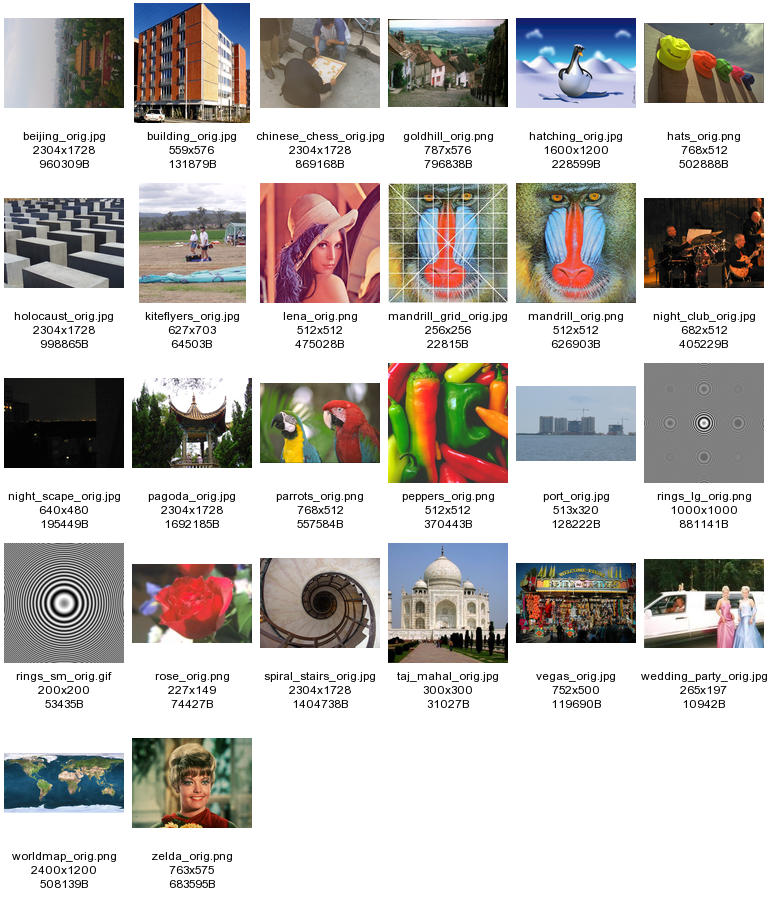 beijing_orig.jpg
2304x1728
960309B
building_orig.jpg
559x576
131879B
chinese_chess_orig.jpg
2304x1728
869168B
goldhill_orig.png
787x576
796838B
hatching_orig.jpg
1600x1200
228599B
hats_orig.png
768x512
502888B
holocaust_orig.jpg
2304x1728
998865B
kiteflyers_orig.jpg
627x703
64503B
lena_orig.png
512x512
475028B
mandrill_grid_orig.jpg
256x256
22815B
mandrill_orig.png
512x512
626903B
night_club_orig.jpg
682x512
405229B
night_scape_orig.jpg
640x480
195449B
pagoda_orig.jpg
2304x1728
1692185B
parrots_orig.png
768x512
557584B
peppers_orig.png
512x512
370443B
port_orig.jpg
513x320
128222B
rings_lg_orig.png
1000x1000
881141B
rings_sm_orig.gif
200x200
53435B
rose_orig.png
227x149
74427B
spiral_stairs_orig.jpg
2304x1728
1404738B
taj_mahal_orig.jpg
300x300
31027B
vegas_orig.jpg
752x500
119690B
wedding_party_orig.jpg
265x197
10942B
worldmap_orig.png
2400x1200
508139B
zelda_orig.png
763x575
683595B